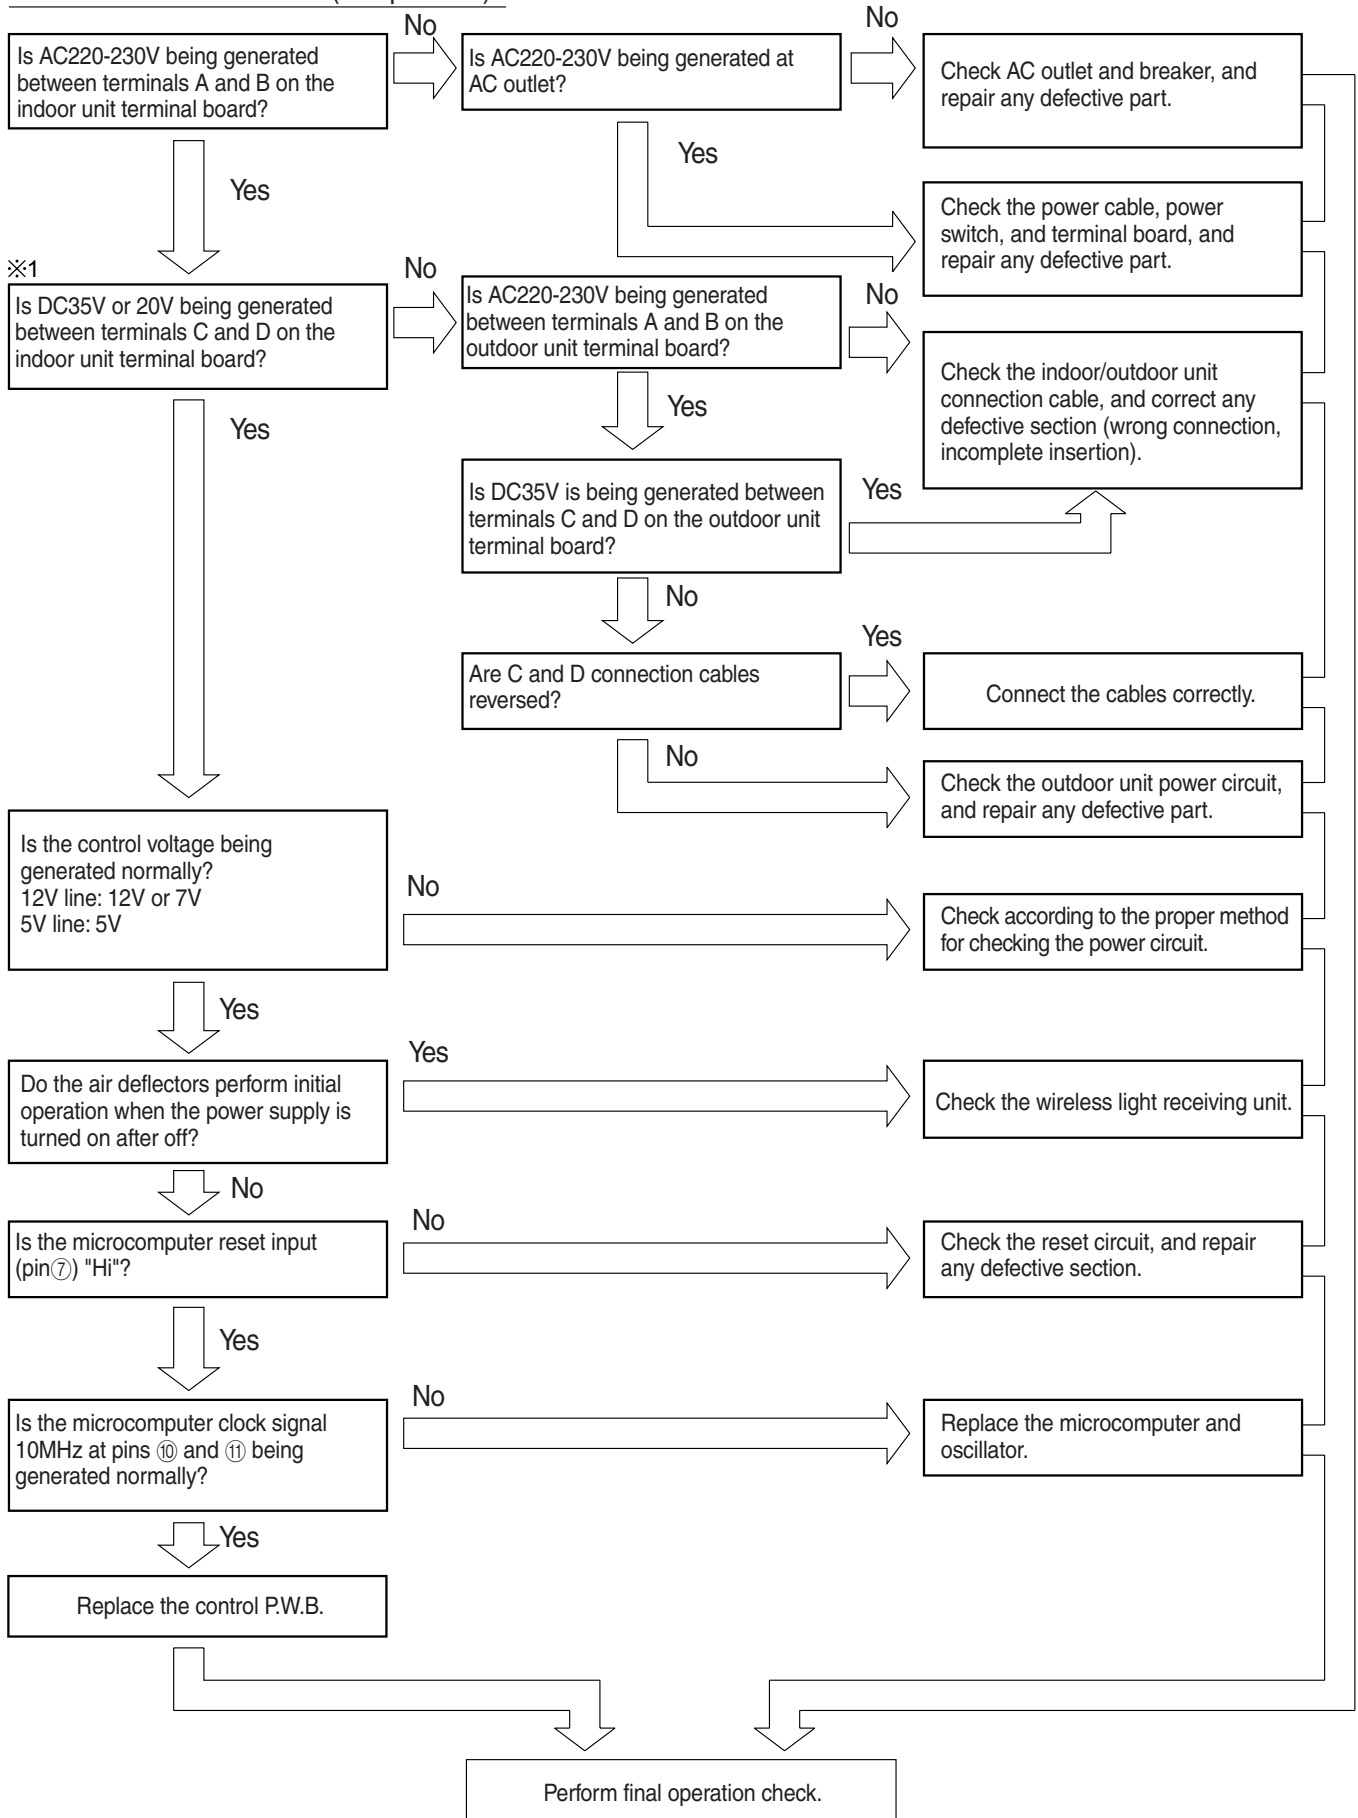 No
No
Is AC220-230V being generated
between terminals A and B on the
indoor unit terminal board?
Is AC220-230V being generated at
AC outlet?
Check AC outlet and breaker, and
repair any defective part.
Yes
Yes
Check the power cable, power
switch, and terminal board, and
repair any defective part.
※1
No
No
Is DC35V or 20V being generated
between terminals C and D on the
indoor unit terminal board?
Is AC220-230V being generated
between terminals A and B on the
outdoor unit terminal board?
Check the indoor/outdoor unit
connection cable, and correct any
defective section (wrong connection,
incomplete insertion).
Yes
Yes
Is DC35V is being generated between
terminals C and D on the outdoor unit
terminal board?
Yes
No
Yes
Are C and D connection cables
reversed?
Connect the cables correctly.
No
Check the outdoor unit power circuit,
and repair any defective part.
Is the control voltage being
generated normally?
12V line: 12V or 7V
5V line: 5V
No
Check according to the proper method
for checking the power circuit.
Yes
Yes
Do the air deflectors perform initial
operation when the power supply is
turned on after off?
Check the wireless light receiving unit.
No
No
Is the microcomputer reset input
(pin⑦) "Hi"?
Check the reset circuit, and repair
any defective section.
Yes
No
Is the microcomputer clock signal
10MHz at pins ⑩ and ⑪ being
generated normally?
Replace the microcomputer and
oscillator.
Yes
Replace the control P.W.B.
Perform final operation check.